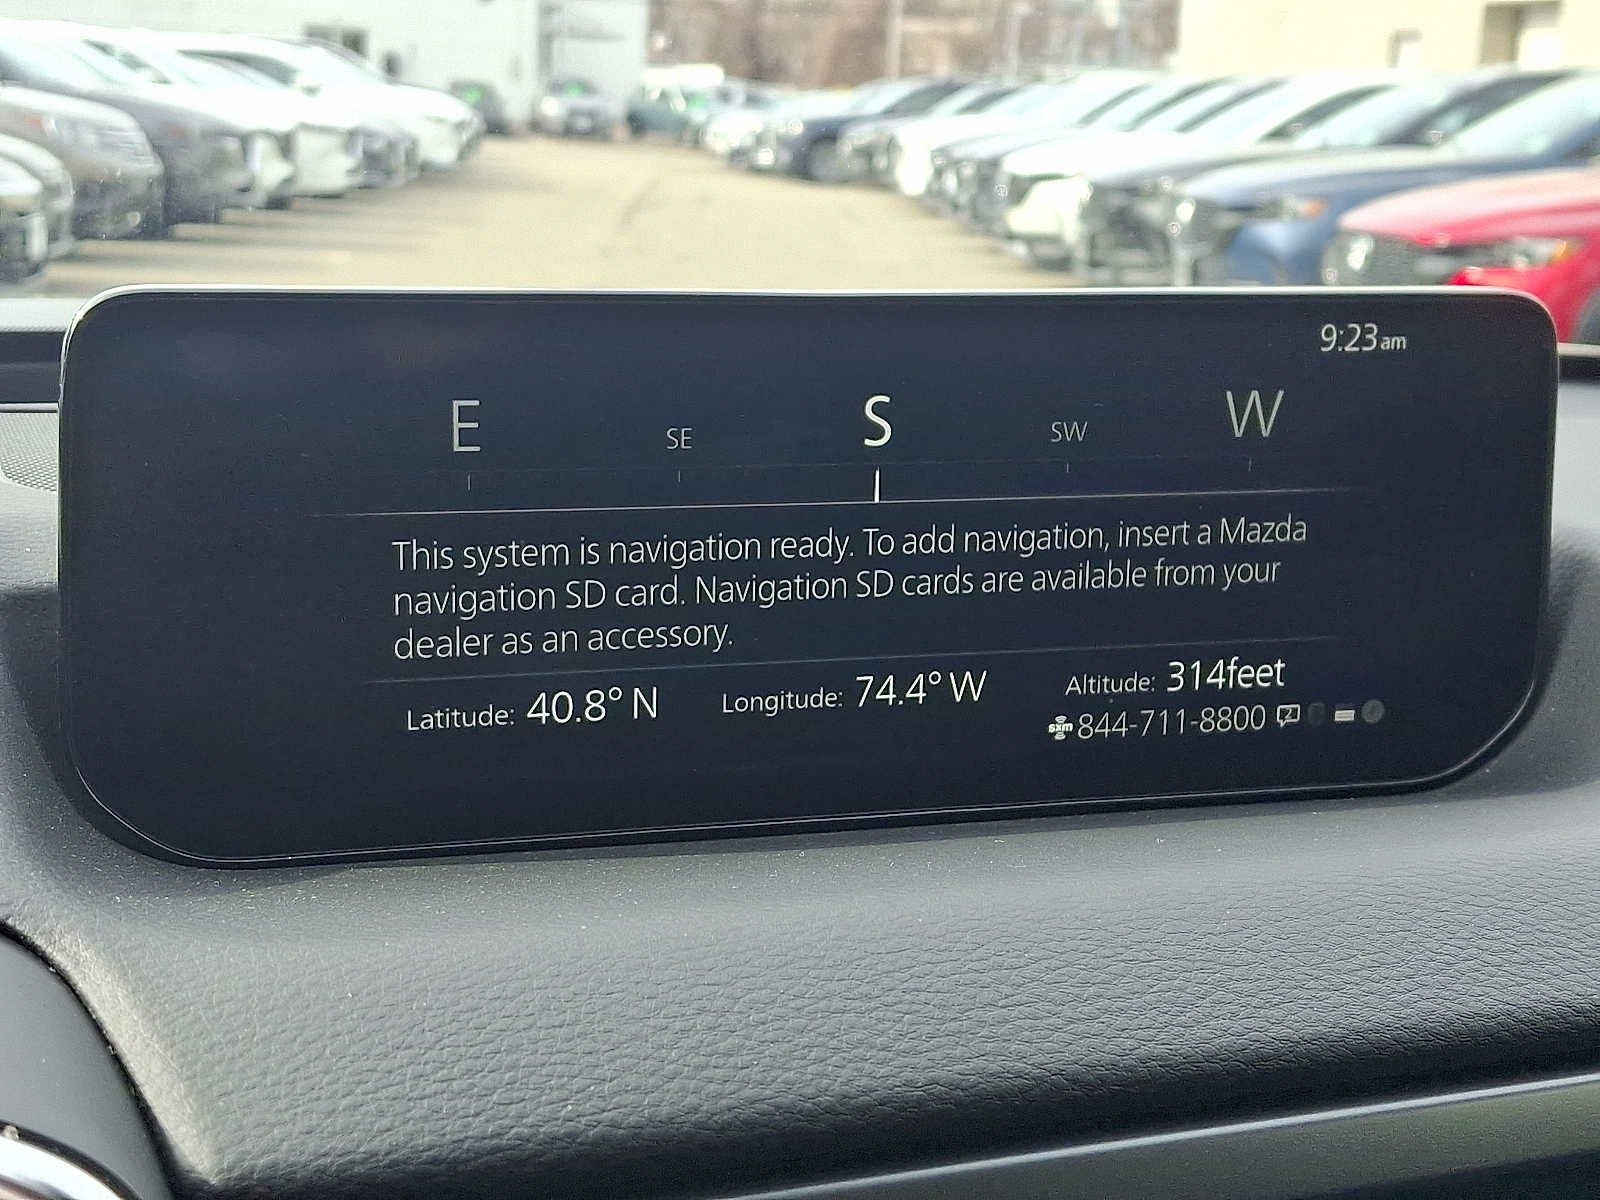 9:23am
E SE S SW W
This system is navigation ready. To add navigation, insert a Mazda
navigation SD card. Navigation SD cards are available from your
dealer as an accessory.
Latitude: 40.8° N Longitude: 74.4° W Altitude: 314feet
sxm 844-711-8800